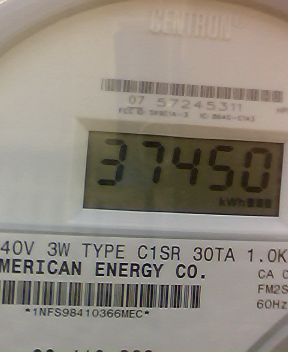 CENTRON
07 57245311
37450
kWh
40V 3W TYPE C1SR 30TA 1.0K
MERICAN ENERGY CO.
CA 0
FM2S
60Hz
*1NFS98410366MEC*